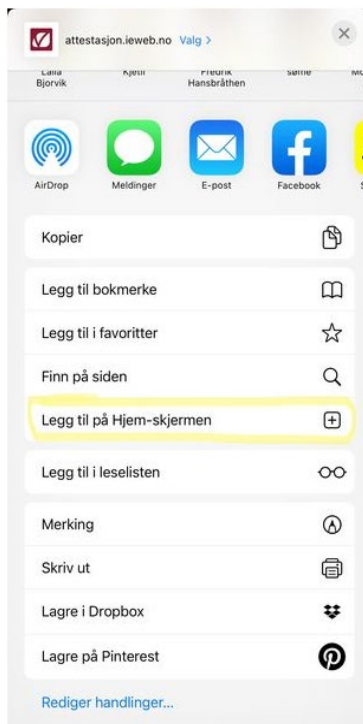 attestasjon.ieweb.no Valg >
Bjorvik
Kjetil
Fredrik
Hansbråthen
AirDrop
Meldinger
E-post
Facebook
Kopier
Legg til bokmerke
Legg til i favoritter
Finn på siden
Legg til på Hjem-skjermen
Legg til i leselisten
Merking
Skriv ut
Lagre i Dropbox
Lagre på Pinterest
Rediger handlinger...